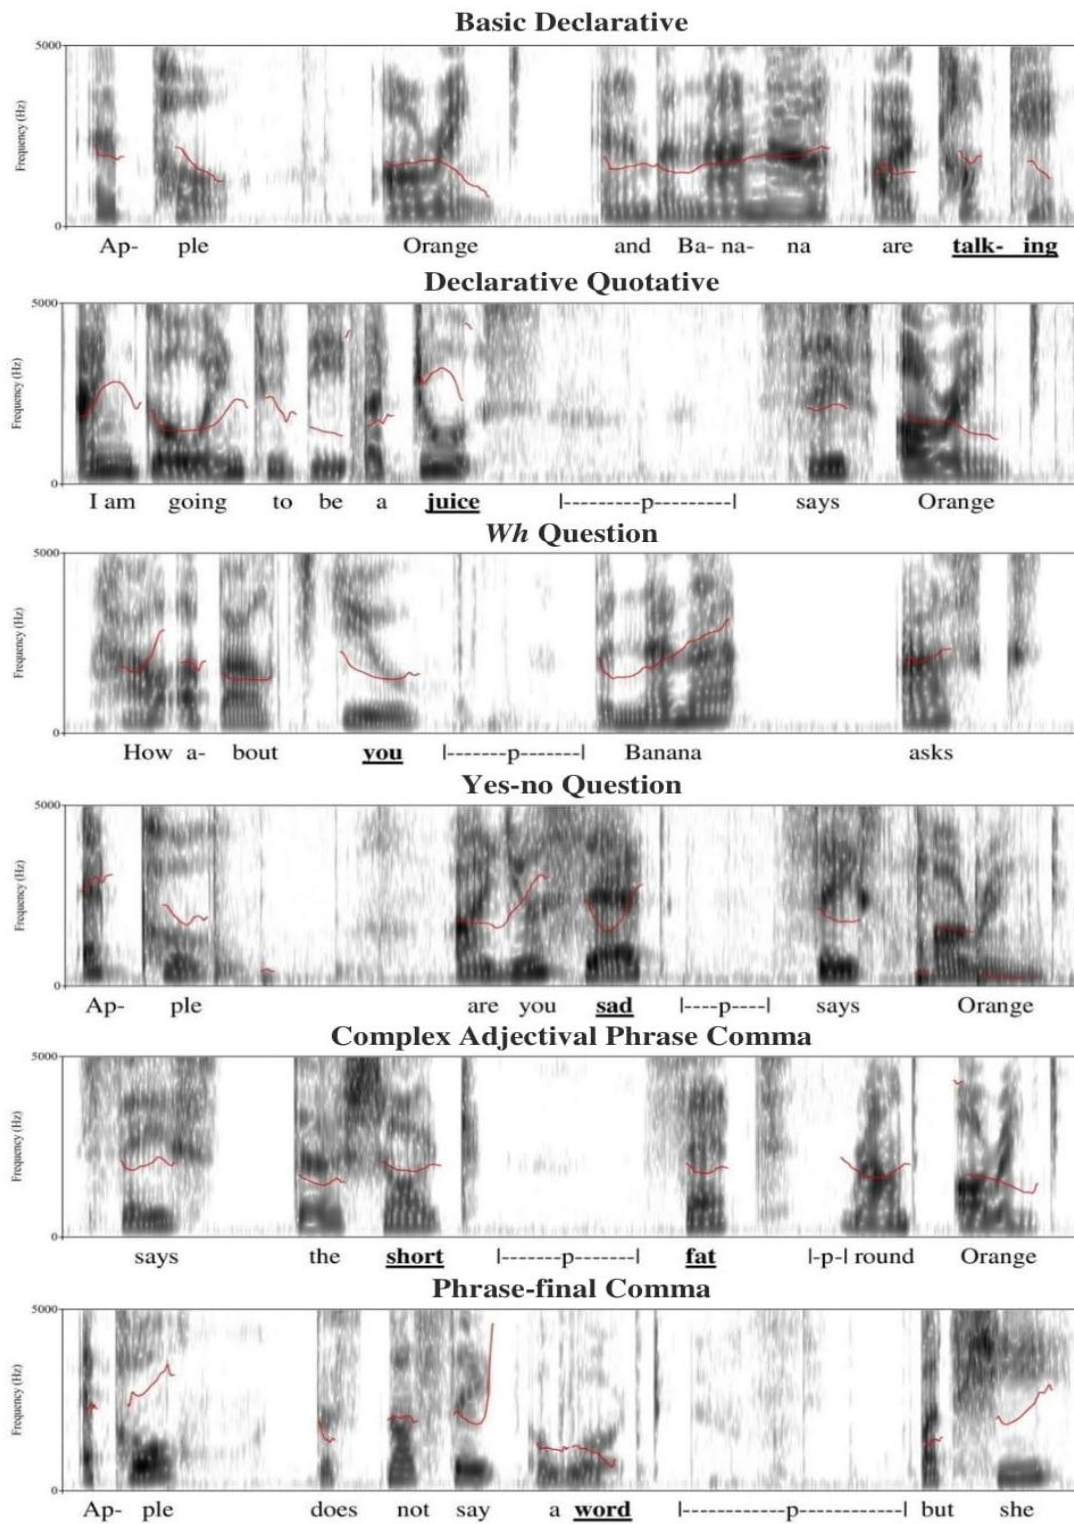 Basic Declarative
5000
Frequency (Hz)
0
Ap- ple Orange and Ba- na- na are talk- ing
Declarative Quotative
5000
Frequency (Hz)
0
I am going to be a juice |--------p---------| says Orange
Wh Question
5000
Frequency (Hz)
0
How a- bout you |-------p-------| Banana asks
Yes-no Question
5000
Frequency (Hz)
0
Ap- ple are you sad |----p----| says Orange
Complex Adjectival Phrase Comma
5000
Frequency (Hz)
0
says the short |-------p-------| fat |-p-| round Orange
Phrase-final Comma
5000
Frequency (Hz)
0
Ap- ple does not say a word |------------p------------| but she